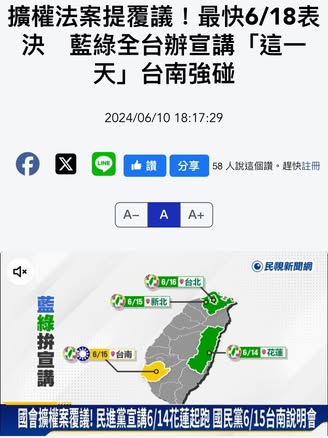 擴權法案提覆議！最快6/18表
決　藍綠全台辦宣講「這一
天」台南強碰
2024/06/10 18:17:29
讚 分享 58 人說這個讚。趕快註冊
A− A A+
民視新聞網
藍綠拚宣講
6/16 台北
6/15 新北
6/15 台南
6/14 花蓮
國會擴權案覆議! 民進黨宣講6/14花蓮起跑 國民黨6/15台南說明會